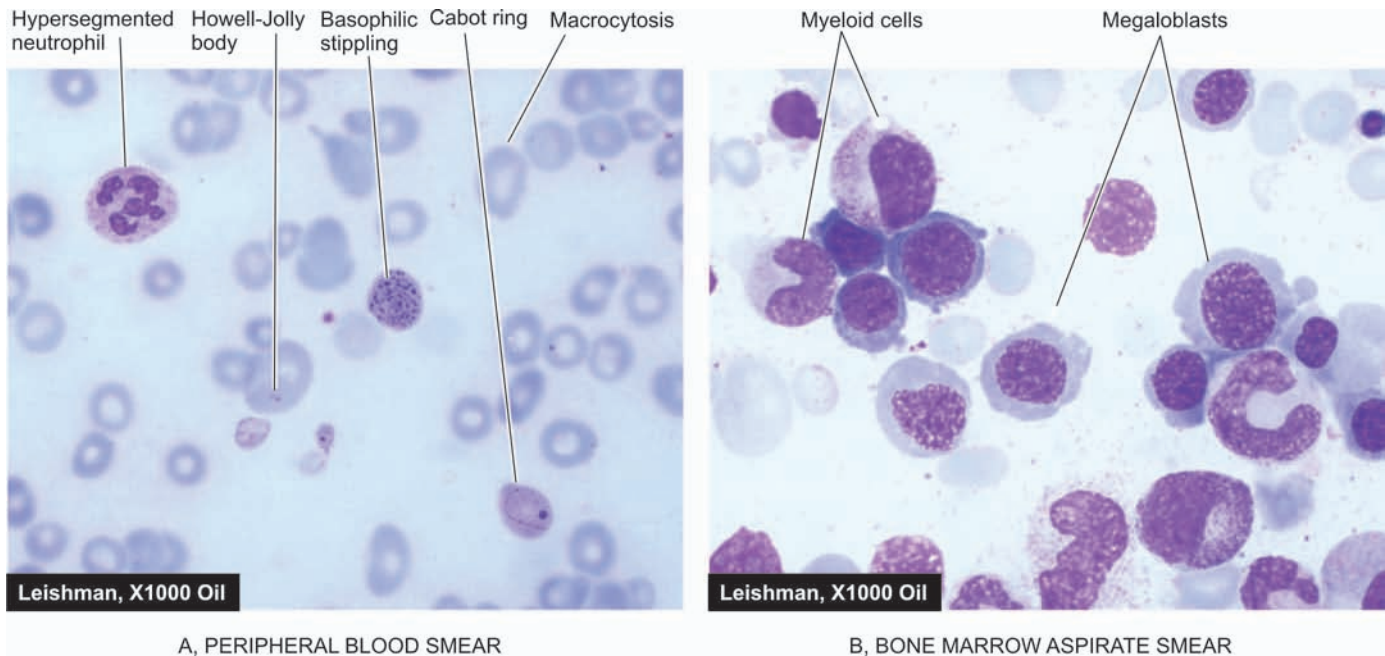 Hypersegmented
neutrophil
Howell-Jolly
body
Basophilic
stippling
Cabot ring
Macrocytosis
Myeloid cells
Megaloblasts
Leishman, X1000 Oil
Leishman, X1000 Oil
A, PERIPHERAL BLOOD SMEAR
B, BONE MARROW ASPIRATE SMEAR